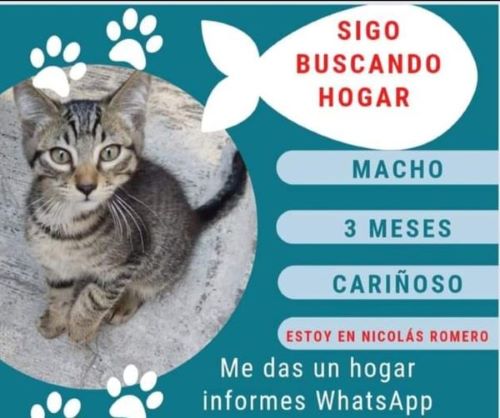 SIGO
BUSCANDO
HOGAR
MACHO
3 MESES
CARIÑOSO
ESTOY EN NICOLÁS ROMERO
Me das un hogar
informes WhatsApp